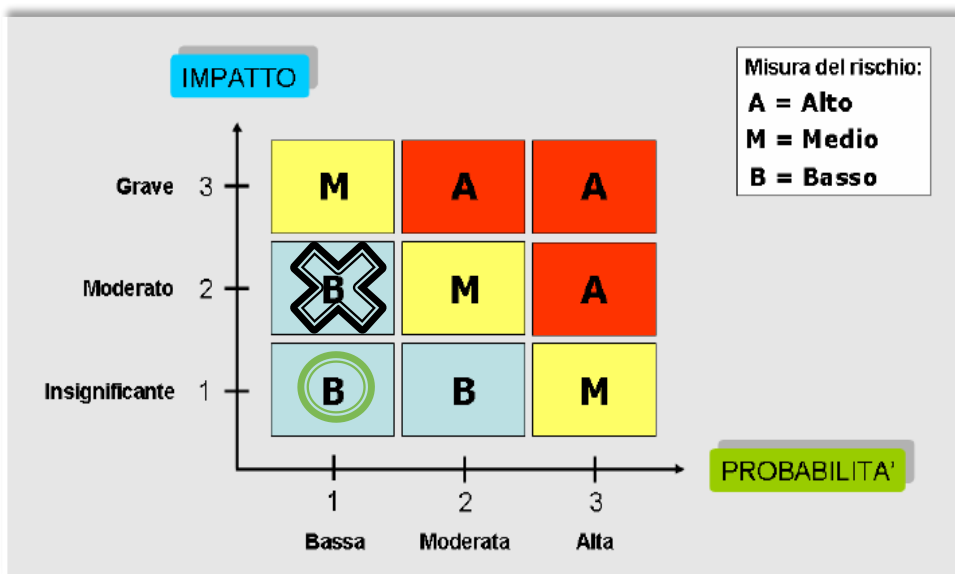 IMPATTO
Misura del rischio:
A = Alto
M = Medio
B = Basso
Grave 3 M A A
Moderato 2 B M A
Insignificante 1 B B M
PROBABILITA'
1 2 3
Bassa Moderata Alta